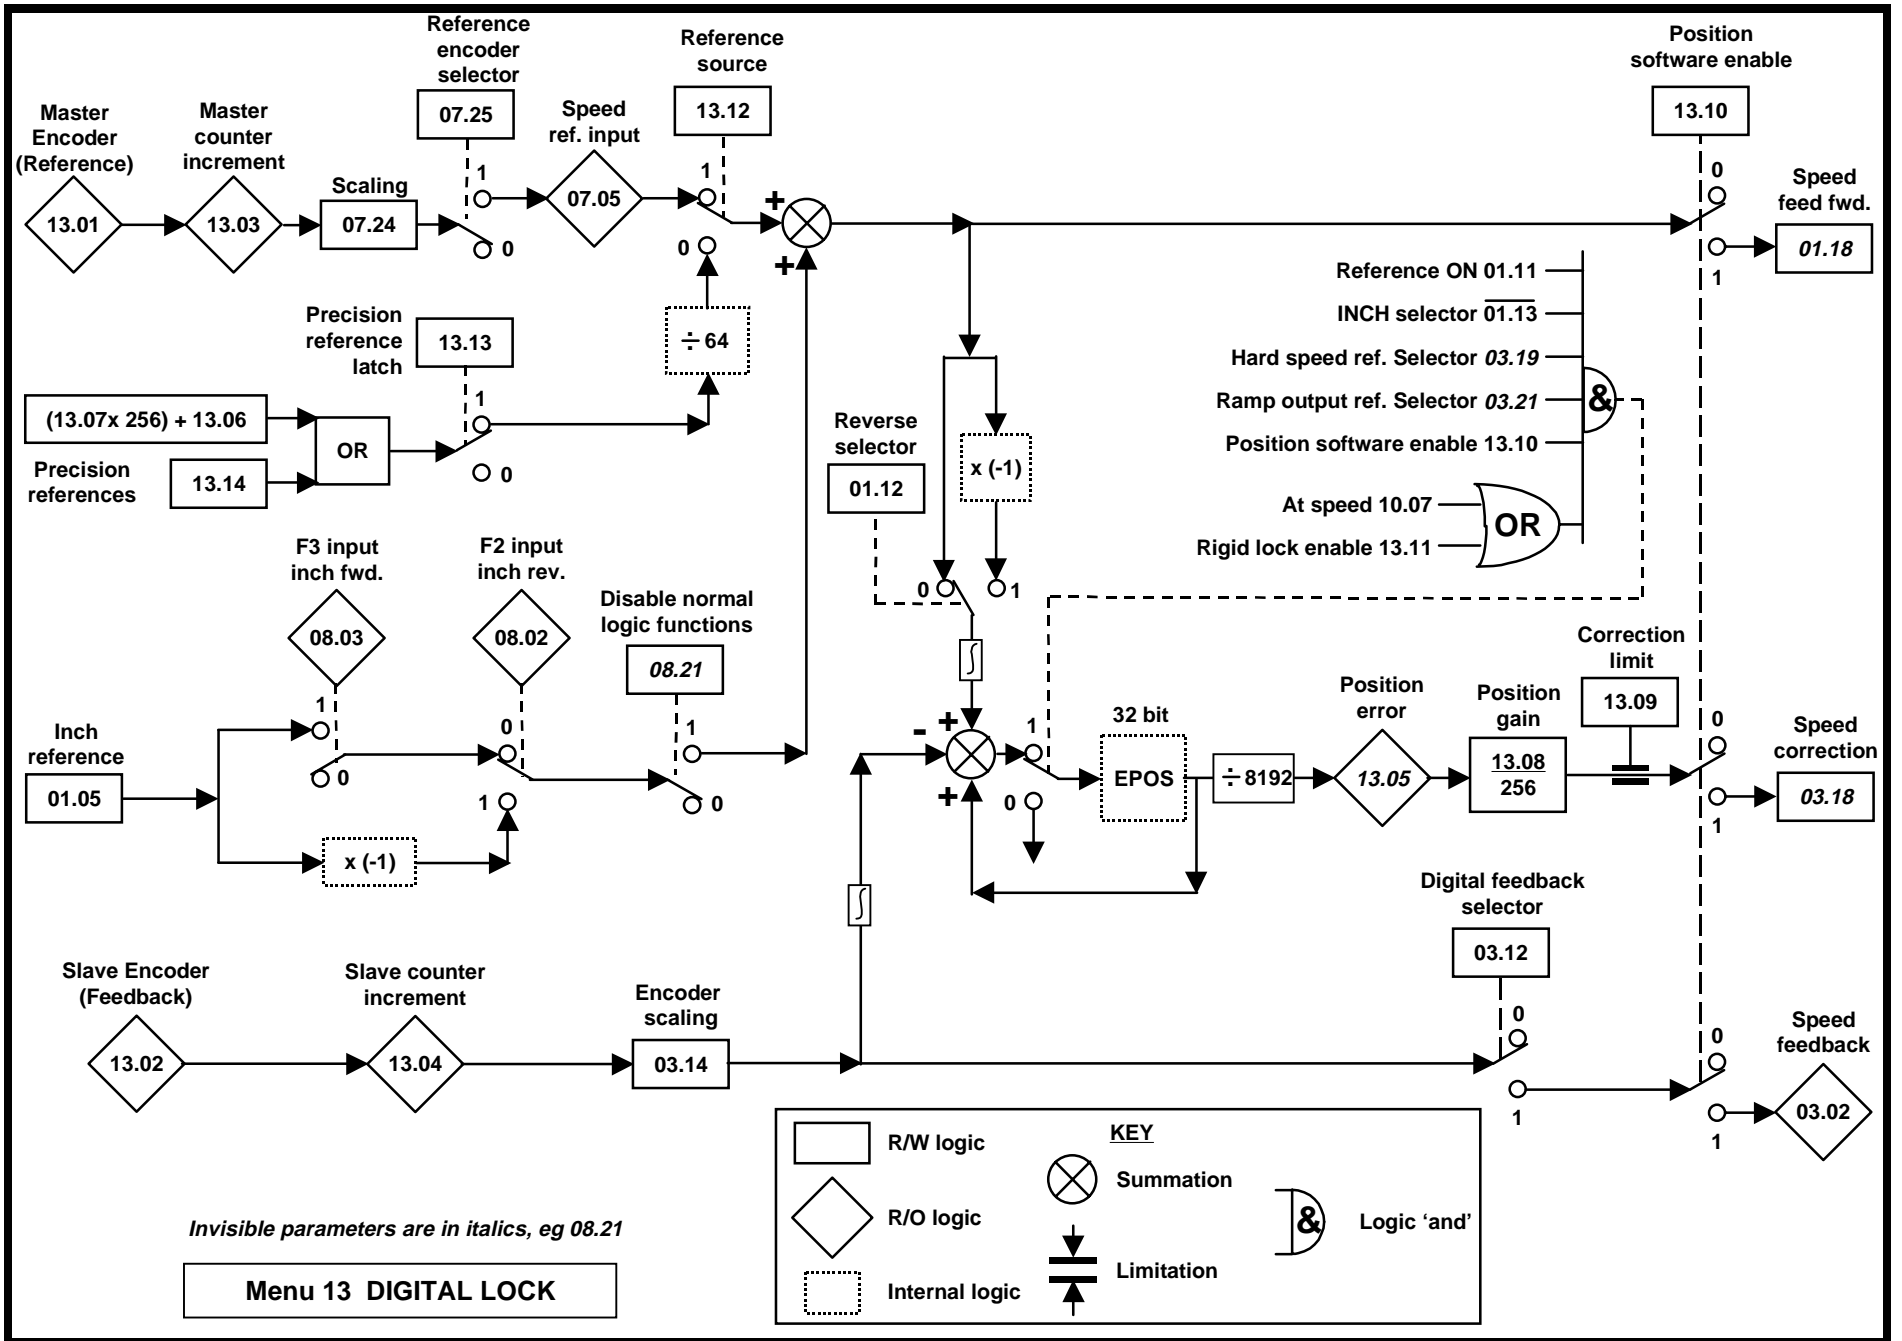 Reference
encoder
selector
07.25
1
0
Reference
source
13.12
1
0
Position
software enable
13.10
0
1
Master
Encoder
(Reference)
13.01
Master
counter
increment
13.03
Scaling
07.24
Speed
ref. input
07.05
+
+
Speed
feed fwd.
01.18
Precision
reference
latch
13.13
1
0
÷ 64
(13.07x 256) + 13.06
OR
Precision
references
13.14
Reference ON 01.11
INCH selector 01.13
Hard speed ref. Selector 03.19
Ramp output ref. Selector 03.21
Position software enable 13.10
&
At speed 10.07
Rigid lock enable 13.11
OR
Reverse
selector
01.12
x (-1)
0
1
∫
F3 input
inch fwd.
08.03
1
0
F2 input
inch rev.
08.02
0
1
Disable normal
logic functions
08.21
1
0
Inch
reference
01.05
x (-1)
-
+
+
1
0
32 bit
EPOS
÷ 8192
Position
error
13.05
Position
gain
13.08
256
Correction
limit
13.09
0
1
Speed
correction
03.18
∫
Slave Encoder
(Feedback)
13.02
Slave counter
increment
13.04
Encoder
scaling
03.14
Digital feedback
selector
03.12
0
1
0
1
Speed
feedback
03.02
KEY
R/W logic
R/O logic
Internal logic
Summation
Limitation
&
Logic ‘and’
Invisible parameters are in italics, eg 08.21
Menu 13 DIGITAL LOCK